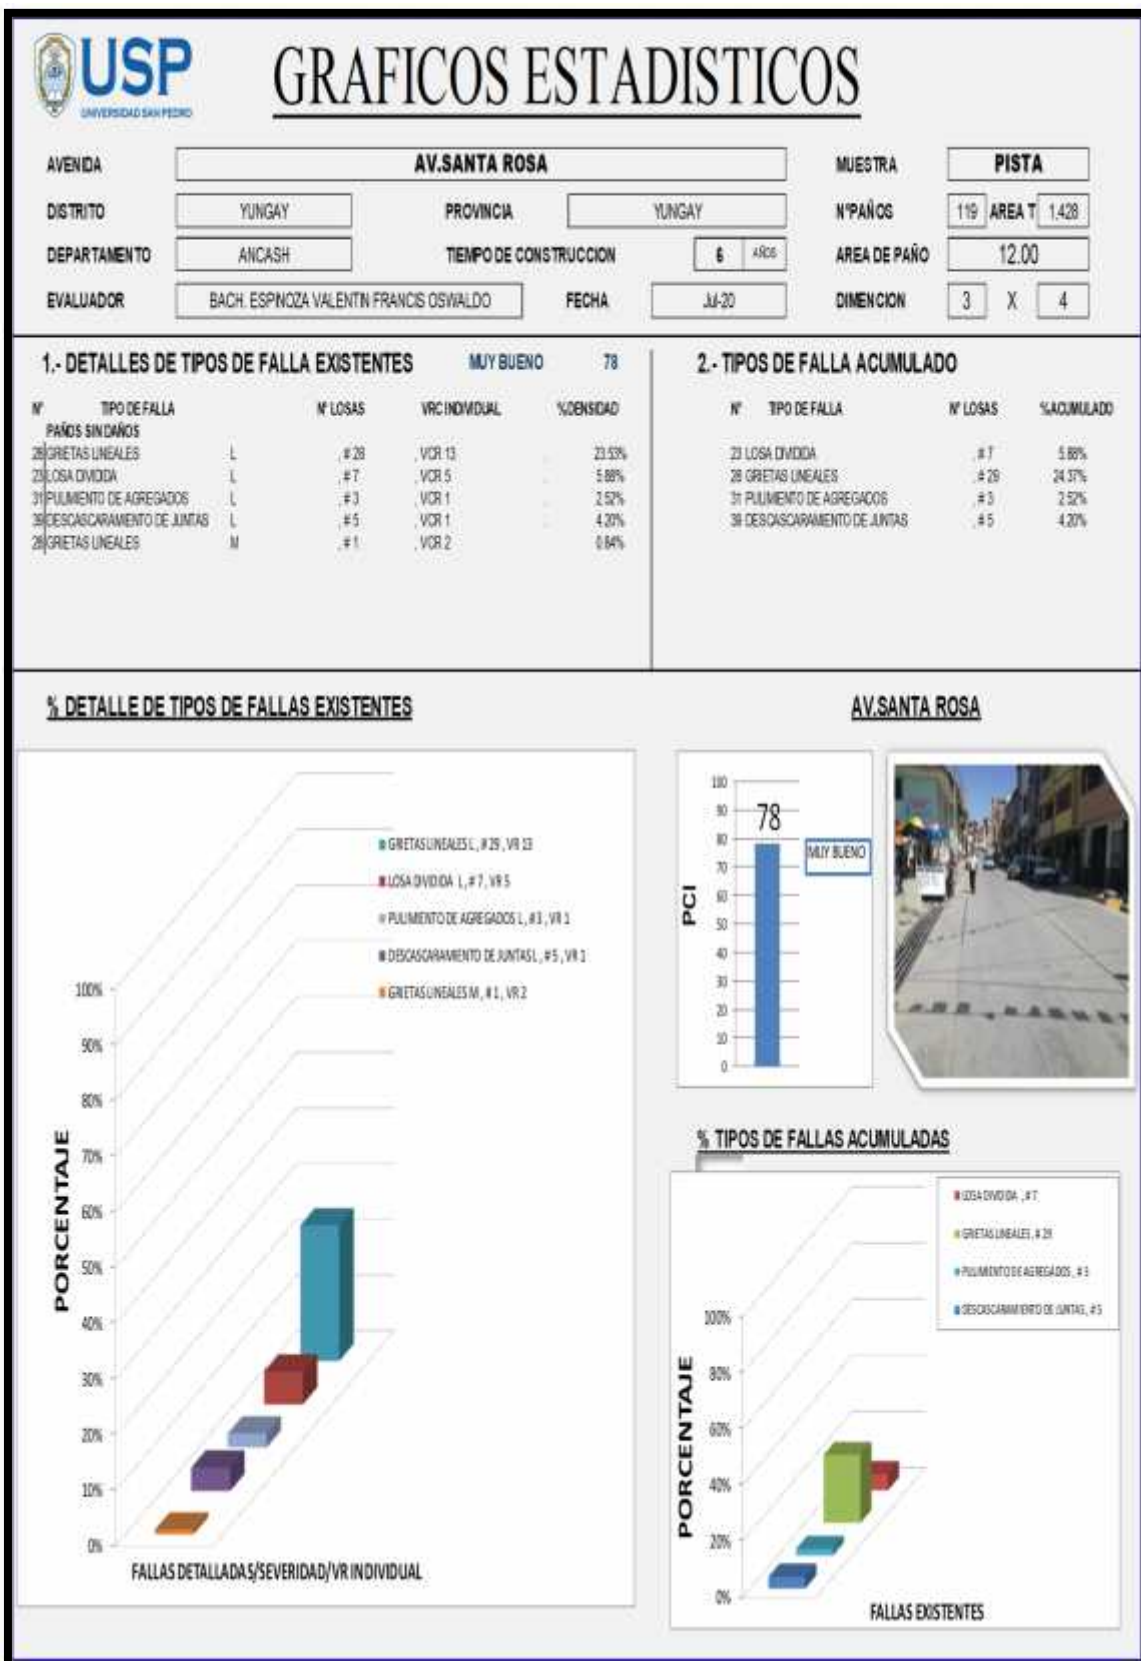 USP
UNIVERSIDAD SAN PEDRO
GRAFICOS ESTADISTICOS
AVENIDA AV.SANTA ROSA MUESTRA PISTA
DISTRITO YUNGAY PROVINCIA YUNGAY N°PAÑOS 119 AREA T 1,428
DEPARTAMENTO ANCASH TIEMPO DE CONSTRUCCION 6 AÑOS AREA DE PAÑO 12.00
EVALUADOR BACH. ESPINOZA VALENTIN FRANCIS OSWALDO FECHA Jul-20 DIMENCION 3 X 4
1.- DETALLES DE TIPOS DE FALLA EXISTENTES MUY BUENO 78
N° TIPO DE FALLA N° LOSAS VRC INDIVIDUAL %DENSIDAD
PAÑOS SIN DAÑOS
28 GRIETAS LINEALES L , # 28 , VCR 13 23.53%
23 LOSA DIVIDIDA L , # 7 , VCR 5 5.88%
31 PULIMIENTO DE AGREGADOS L , # 3 , VCR 1 2.52%
39 DESCASCARAMIENTO DE JUNTAS L , # 5 , VCR 1 4.20%
28 GRIETAS LINEALES M , # 1 , VCR 2 0.84%
2.- TIPOS DE FALLA ACUMULADO
N° TIPO DE FALLA N° LOSAS %ACUMULADO
23 LOSA DIVIDIDA , # 7 5.88%
28 GRIETAS LINEALES , # 29 24.37%
31 PULIMIENTO DE AGREGADOS , # 3 2.52%
39 DESCASCARAMIENTO DE JUNTAS , # 5 4.20%
% DETALLE DE TIPOS DE FALLAS EXISTENTES
GRIETAS LINEALES L , # 29 , VR 13
LOSA DIVIDIDA L , # 7 , VR 5
PULIMIENTO DE AGREGADOS L , # 3 , VR 1
DESCASCARAMIENTO DE JUNTAS L , # 5 , VR 1
GRIETAS LINEALES M , # 1 , VR 2
PORCENTAJE
100%
90%
80%
70%
60%
50%
40%
30%
20%
10%
0%
FALLAS DETALLADAS/SEVERIDAD/VR INDIVIDUAL
AV.SANTA ROSA
PCI
100
90
80
70
60
50
40
30
20
10
0
78
MUY BUENO
% TIPOS DE FALLAS ACUMULADAS
LOSA DIVIDIDA , # 7
GRIETAS LINEALES , # 29
PULIMIENTO DE AGREGADOS , # 3
DESCASCARAMIENTO DE JUNTAS , # 5
PORCENTAJE
100%
80%
60%
40%
20%
0%
FALLAS EXISTENTES